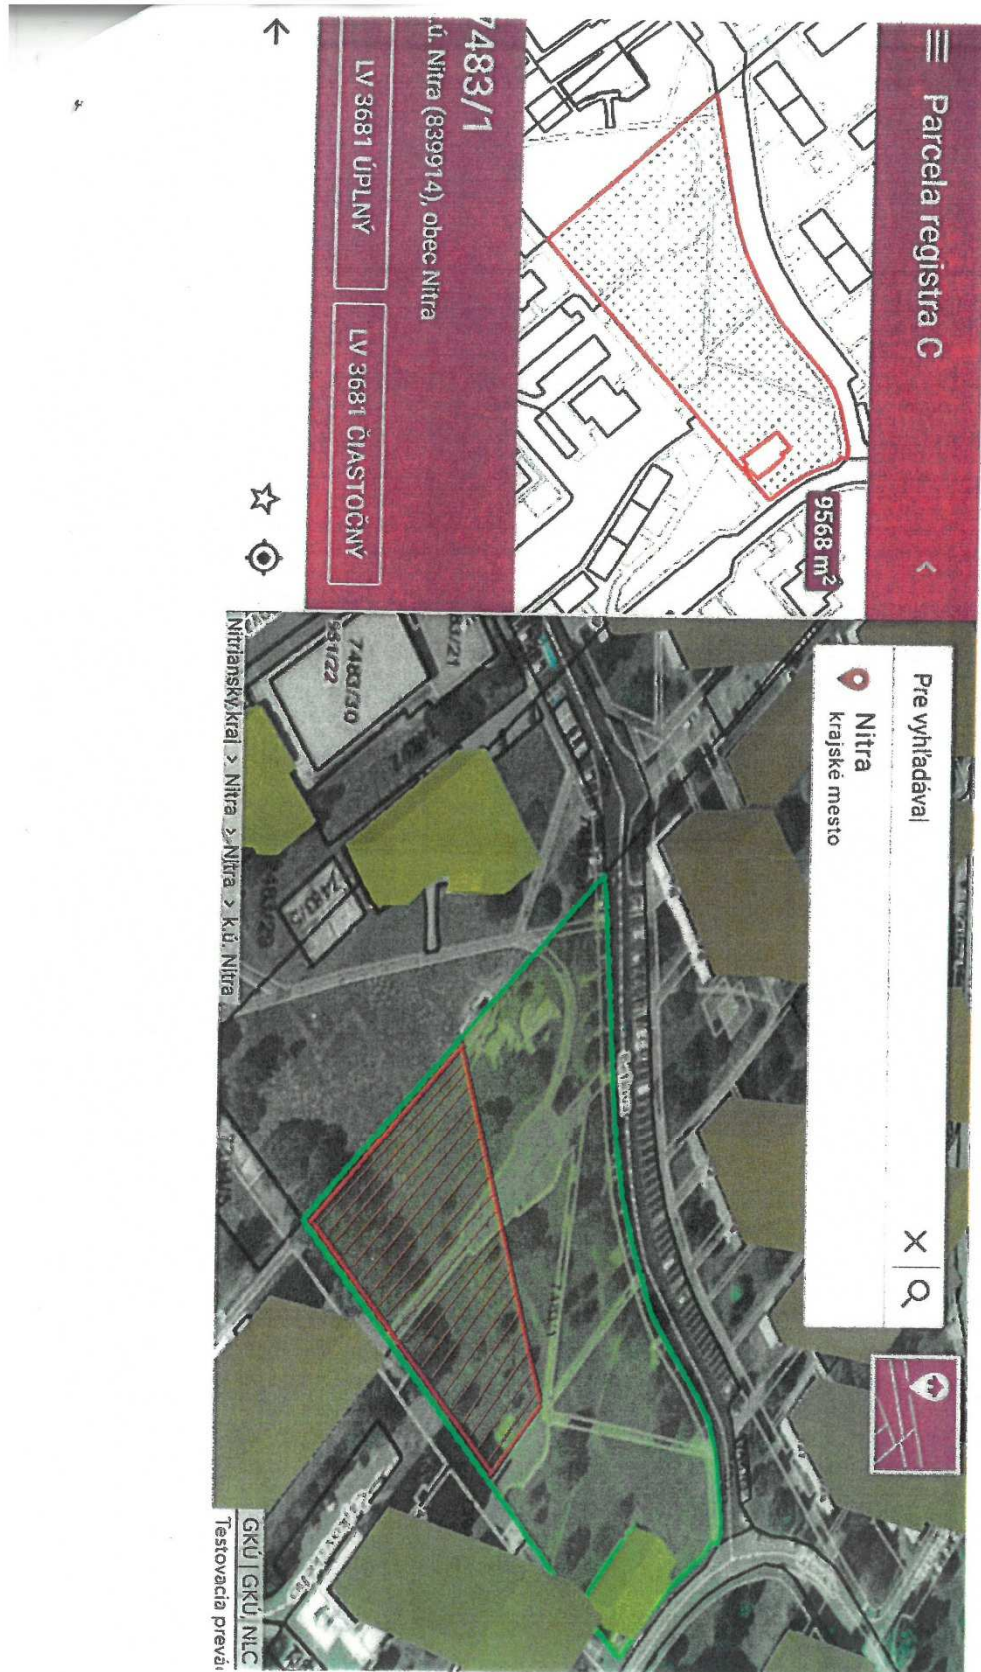 Parcela registra C
9568 m²
7483/1
.ú. Nitra (839914), obec Nitra
LV 3681 ÚPLNÝ
LV 3681 ČIASTOČNÝ
Pre vyhľadával
Nitra
krajské mesto
7483/30
Nitriansky kraj > Nitra > Nitra > k.ú. Nitra
GKÚ | GKÚ, NLC
Testovacia prevá